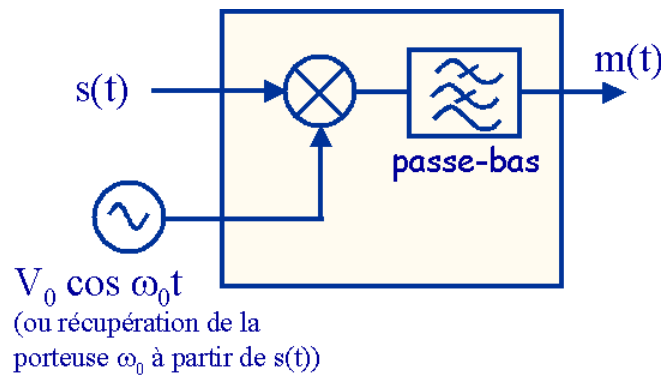 m(t)
s(t)
passe-bas
V₀ cos ω₀t
(ou récupération de la
porteuse ω₀ à partir de s(t))